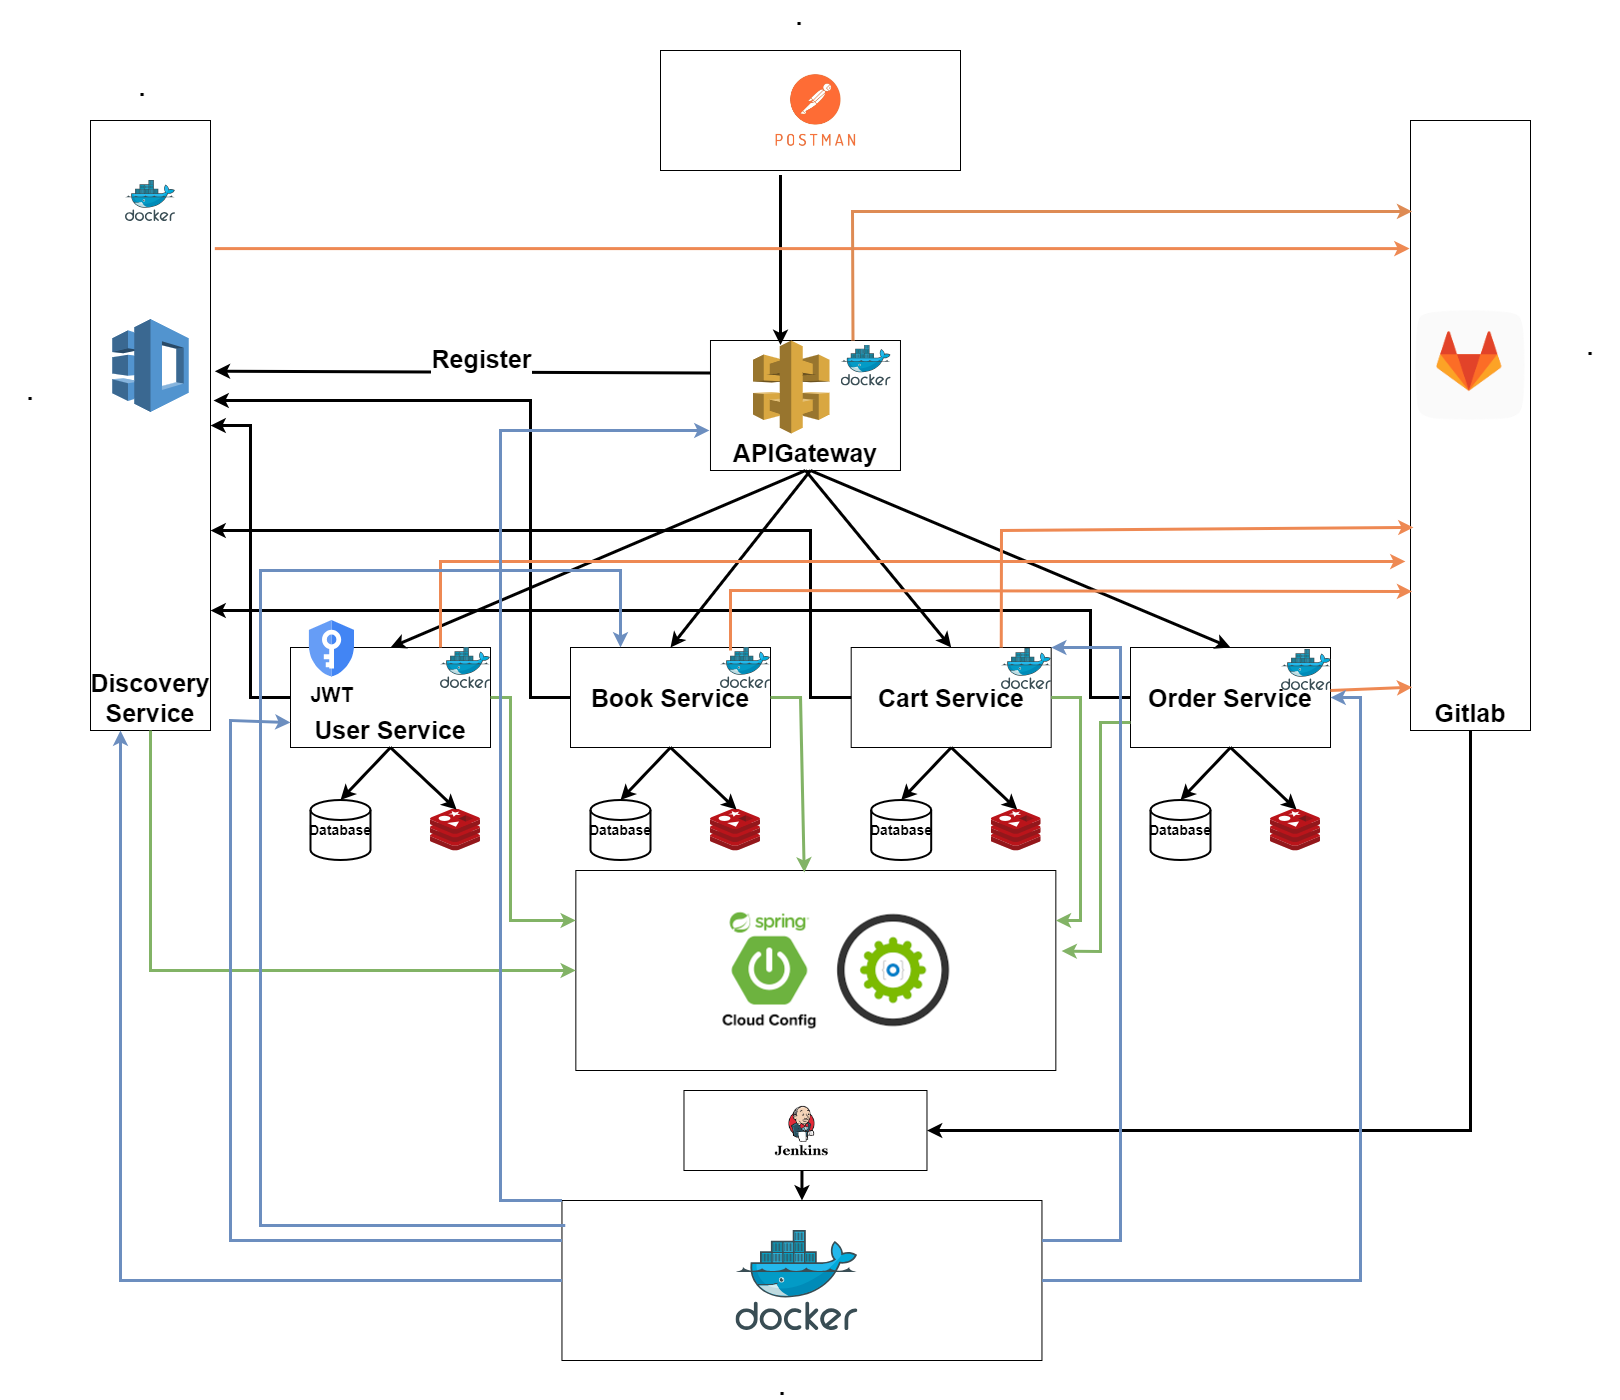 POSTMAN
docker
Register
docker
APIGateway
Discovery
Service
JWT
User Service
docker
Book Service
docker
Cart Service
docker
Order Service
docker
Gitlab
Database
Database
Database
Database
spring
Cloud Config
Jenkins
docker